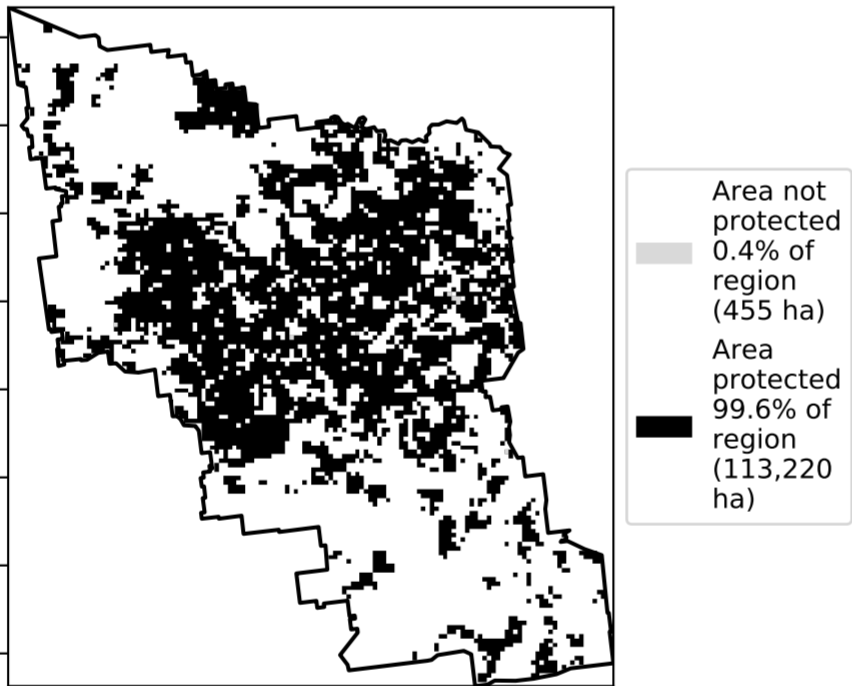 Area not
protected
0.4% of
region
(455 ha)
Area
protected
99.6% of
region
(113,220
ha)